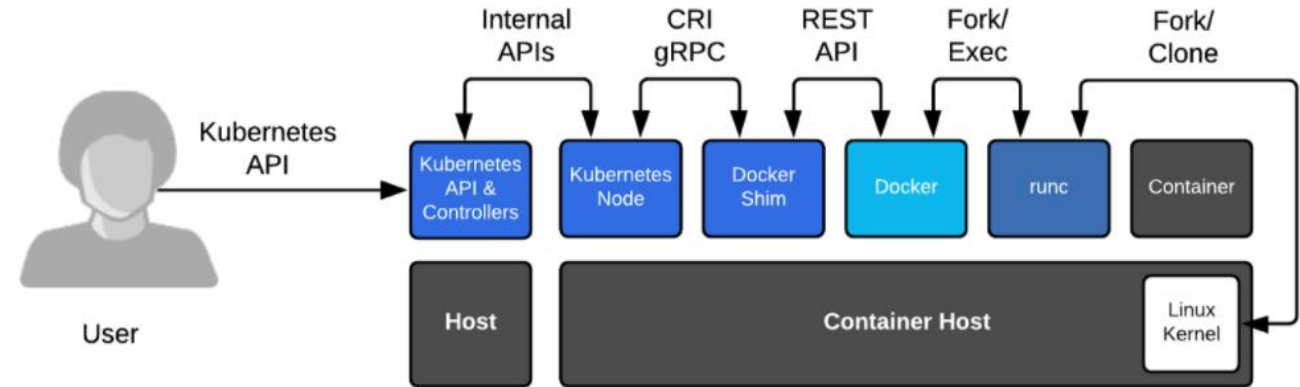 Internal
APIs
CRI
gRPC
REST
API
Fork/
Exec
Fork/
Clone
Kubernetes
API
Kubernetes
API &
Controllers
Kubernetes
Node
Docker
Shim
Docker
runc
Container
User
Host
Container Host
Linux
Kernel